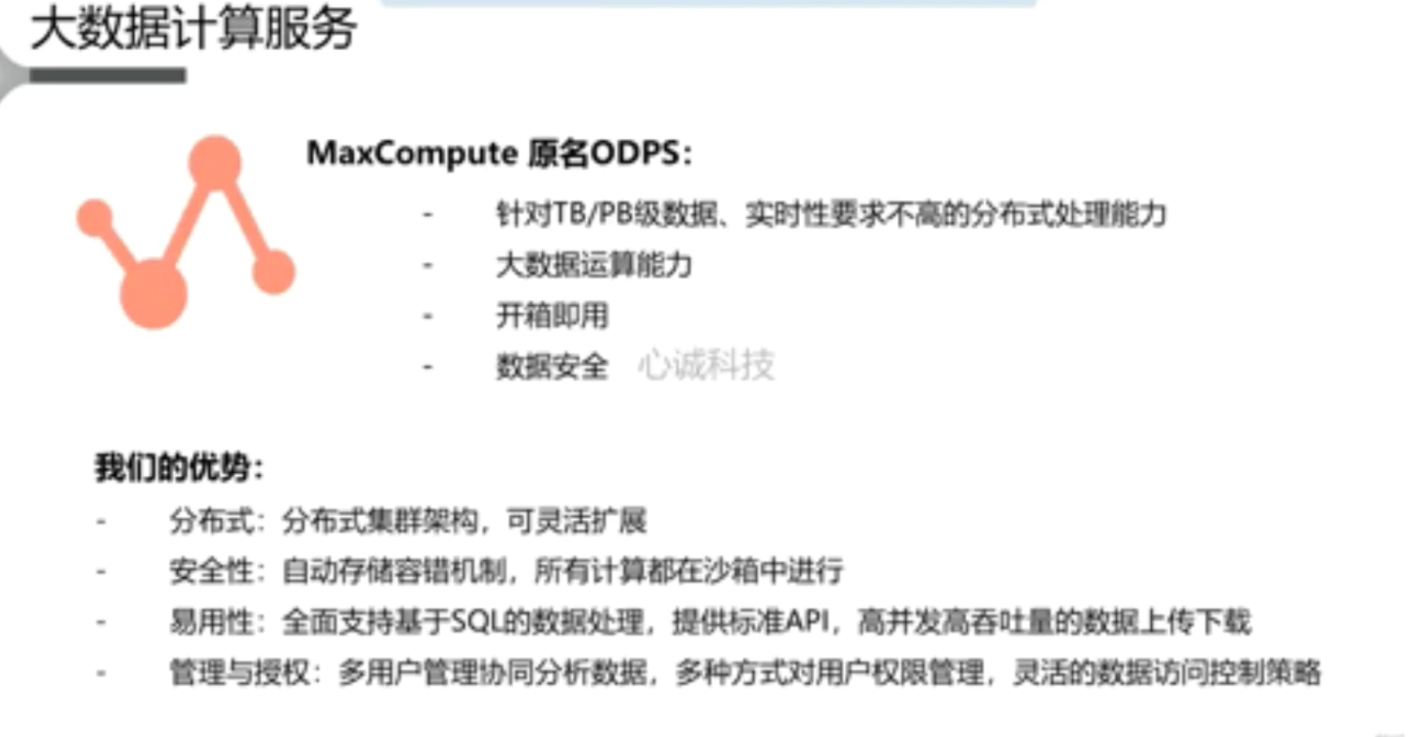 大数据计算服务
MaxCompute 原名ODPS：
- 针对TB/PB级数据、实时性要求不高的分布式处理能力
- 大数据运算能力
- 开箱即用
- 数据安全 心诚科技
我们的优势：
- 分布式：分布式集群架构，可灵活扩展
- 安全性：自动存储容错机制，所有计算都在沙箱中进行
- 易用性：全面支持基于SQL的数据处理，提供标准API，高并发高吞吐量的数据上传下载
- 管理与授权：多用户管理协同分析数据，多种方式对用户权限管理，灵活的数据访问控制策略